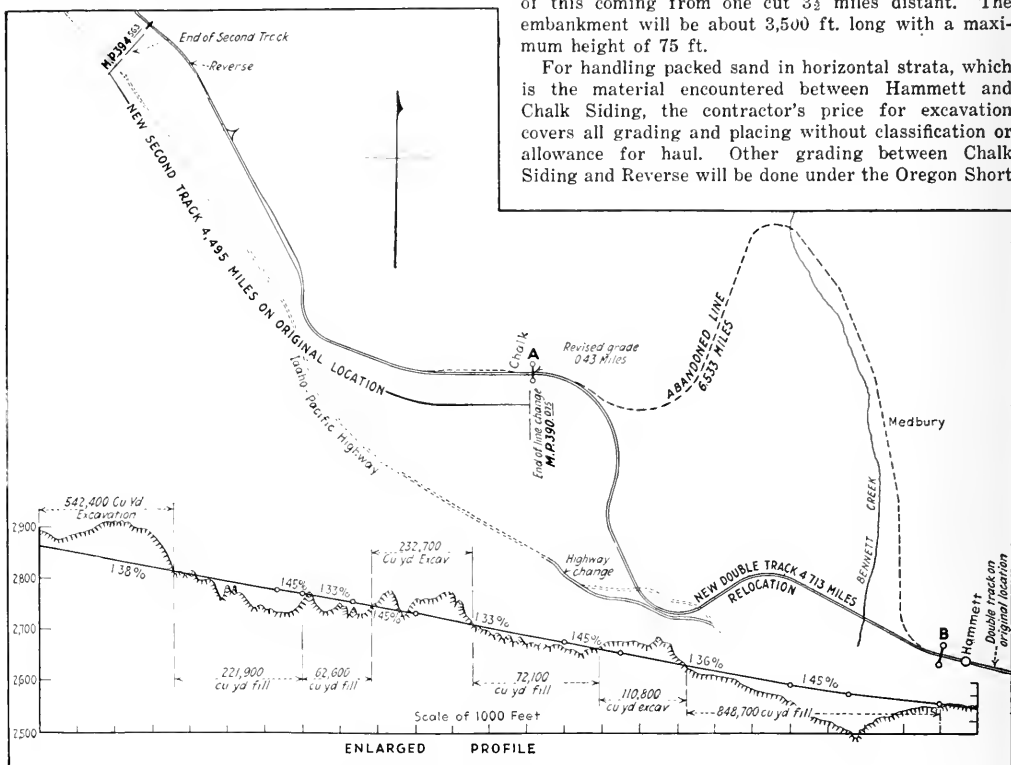 of this coming from one cut 3½ miles distant. The
embankment will be about 3,500 ft. long with a maxi-
mum height of 75 ft.
For handling packed sand in horizontal strata, which
is the material encountered between Hammett and
Chalk Siding, the contractor's price for excavation
covers all grading and placing without classification or
allowance for haul. Other grading between Chalk
Siding and Reverse will be done under the Oregon Short
M.P.394.563
End of Second Track
Reverse
NEW SECOND TRACK 4,495 MILES ON ORIGINAL LOCATION
Idaho-Pacific Highway
Chalk
A
Revised grade
0.43 Miles
End of line change
M.P.390.075
ABANDONED LINE
6.533 MILES
Medbury
BENNETT CREEK
Highway
change
NEW DOUBLE TRACK 4.713 MILES
RELOCATION
B
Hammett
Double track on
original location
542,400 Cu Yd
Excavation
2,900
2,800
2,700
2,600
2,500
1.38%
1.45%
1.33%
1.45%
1.33%
1.45%
1.36%
1.45%
232,700
Cu yd Excav
221,900
cu yd fill
62,600
cu yd fill
72,100
cu yd fill
110,800
cu yd excav
848,700 cu yd fill
Scale of 1000 Feet
ENLARGED PROFILE